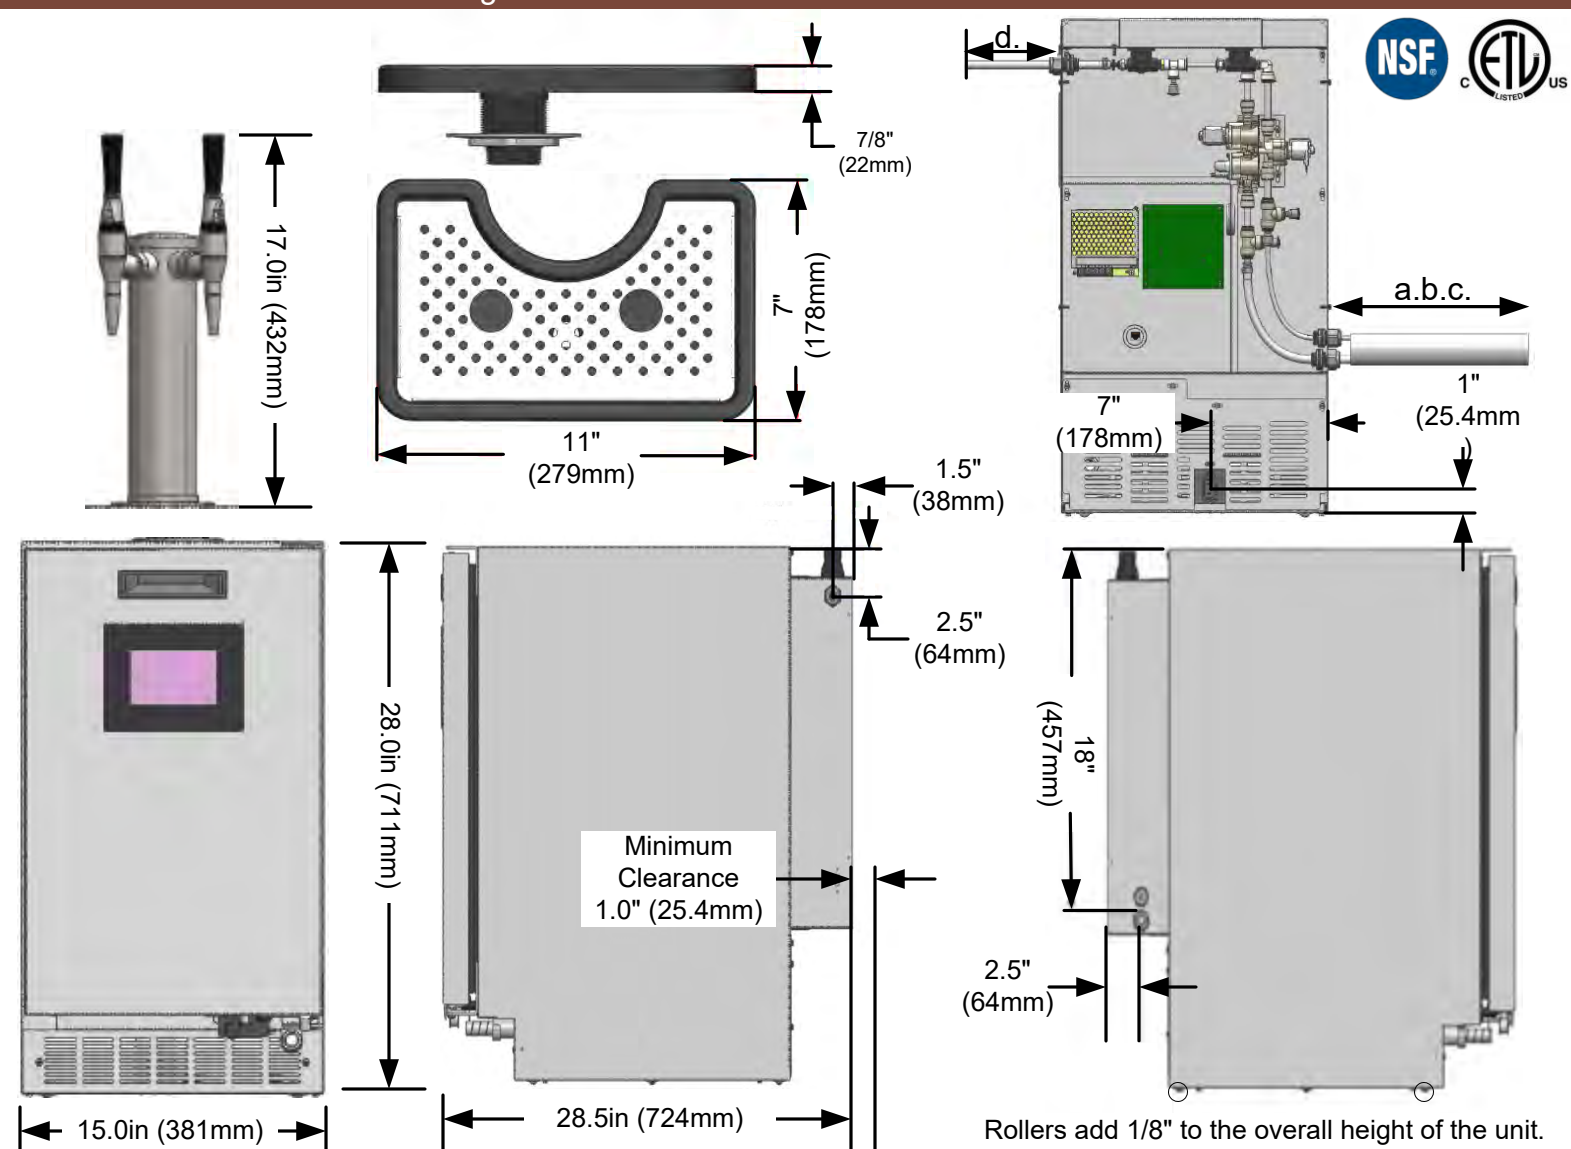 d.
NSF
®
C
ETL
US
LISTED
7/8"
(22mm)
17.0in (432mm)
7"
(178mm)
a.b.c.
11"
(279mm)
7"
(178mm)
1"
(25.4mm
)
1.5"
(38mm)
2.5"
(64mm)
28.0in (711mm)
18"
(457mm)
Minimum
Clearance
1.0" (25.4mm)
2.5"
(64mm)
15.0in (381mm)
28.5in (724mm)
Rollers add 1/8" to the overall height of the unit.